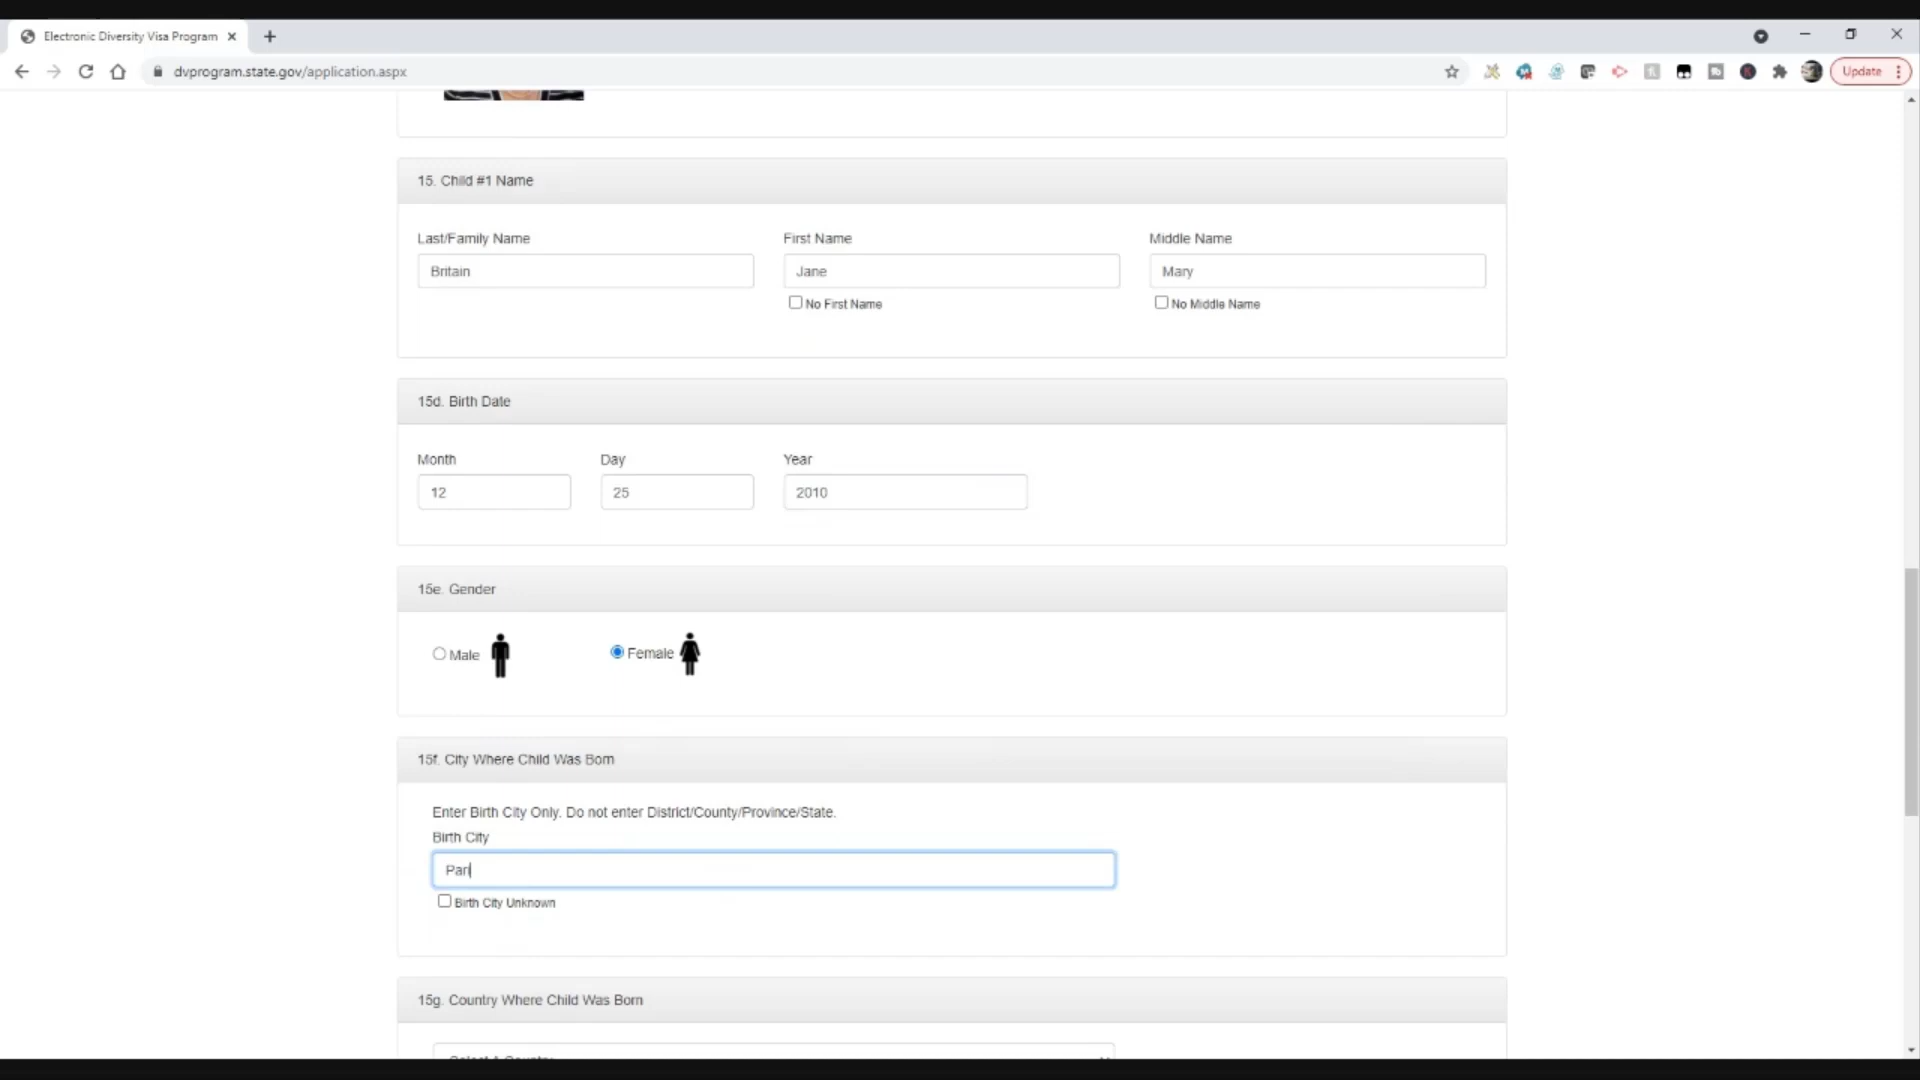 Electronic Diversity Visa Program
dvprogram.state.gov/application.aspx
Update
15. Child #1 Name
Last/Family Name
First Name
Middle Name
Britain
Jane
Mary
No First Name
No Middle Name
15d. Birth Date
Month
Day
Year
12
25
2010
15e. Gender
Male
Female
15f. City Where Child Was Born
Enter Birth City Only. Do not enter District/County/Province/State.
Birth City
Pari
Birth City Unknown
15g. Country Where Child Was Born
Select A Country